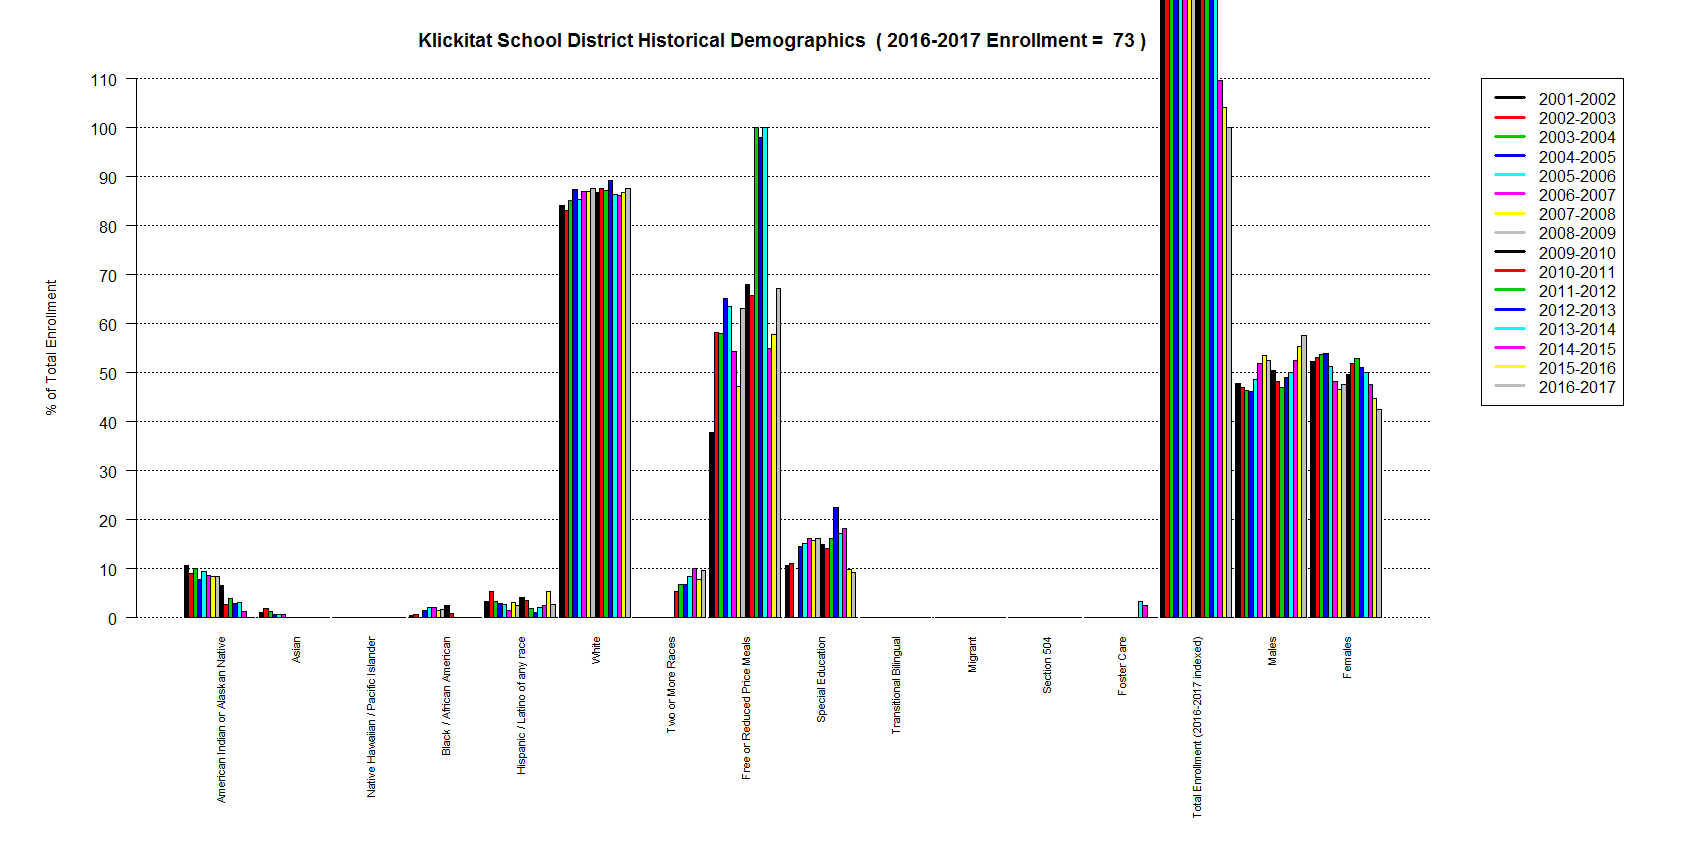 Klickitat School District Historical Demographics  ( 2016-2017 Enrollment =  73 )
% of Total Enrollment
110
100
90
80
70
60
50
40
30
20
10
0
American Indian or Alaskan Native
Asian
Native Hawaiian / Pacific Islander
Black / African American
Hispanic / Latino of any race
White
Two or More Races
Free or Reduced Price Meals
Special Education
Transitional Bilingual
Migrant
Section 504
Foster Care
Total Enrollment (2016-2017 indexed)
Males
Females
2001-2002
2002-2003
2003-2004
2004-2005
2005-2006
2006-2007
2007-2008
2008-2009
2009-2010
2010-2011
2011-2012
2012-2013
2013-2014
2014-2015
2015-2016
2016-2017